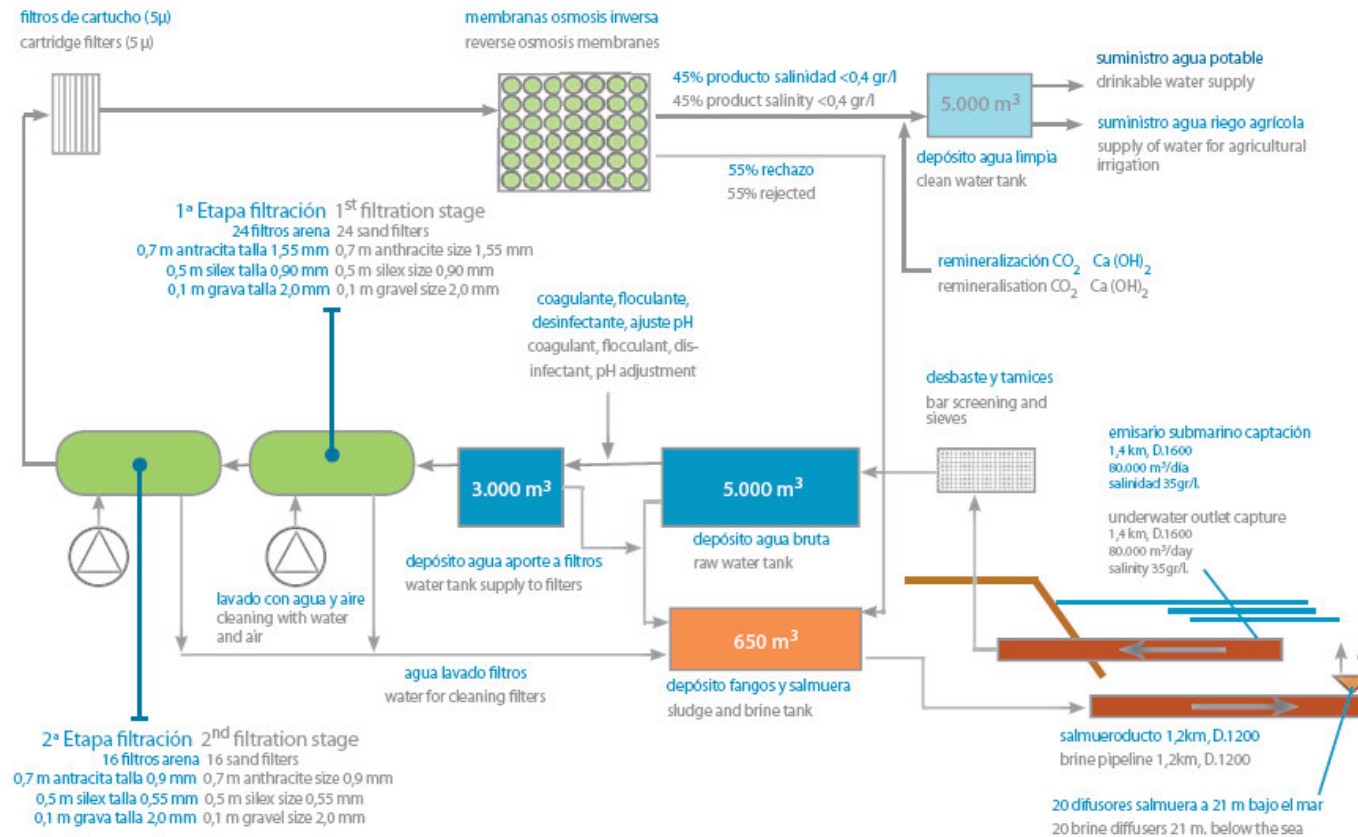 filtros de cartucho (5µ)
cartridge filters (5 µ)
membranas osmosis inversa
reverse osmosis membranes
45% producto salinidad <0,4 gr/l
45% product salinity <0,4 gr/l
5.000 m³
suministro agua potable
drinkable water supply
suministro agua riego agrícola
supply of water for agricultural
irrigation
depósito agua limpia
clean water tank
55% rechazo
55% rejected
1ª Etapa filtración 1st filtration stage
24 filtros arena 24 sand filters
0,7 m antracita talla 1,55 mm 0,7 m anthracite size 1,55 mm
0,5 m silex talla 0,90 mm 0,5 m silex size 0,90 mm
0,1 m grava talla 2,0 mm 0,1 m gravel size 2,0 mm
remineralización CO2 Ca (OH)2
remineralisation CO2 Ca (OH)2
coagulante, floculante,
desinfectante, ajuste pH
coagulant, flocculant, dis-
infectant, pH adjustment
desbaste y tamices
bar screening and
sieves
emisario submarino captación
1,4 km, D.1600
80.000 m³/día
salinidad 35gr/l.
underwater outlet capture
1,4 km, D.1600
80.000 m³/day
salinity 35gr/l.
3.000 m³
5.000 m³
depósito agua bruta
raw water tank
depósito agua aporte a filtros
water tank supply to filters
lavado con agua y aire
cleaning with water
and air
650 m³
agua lavado filtros
water for cleaning filters
depósito fangos y salmuera
sludge and brine tank
2ª Etapa filtración 2nd filtration stage
16 filtros arena 16 sand filters
0,7 m antracita talla 0,9 mm 0,7 m anthracite size 0,9 mm
0,5 m silex talla 0,55 mm 0,5 m silex size 0,55 mm
0,1 m grava talla 2,0 mm 0,1 m gravel size 2,0 mm
salmueroducto 1,2km, D.1200
brine pipeline 1,2km, D.1200
20 difusores salmuera a 21 m bajo el mar
20 brine diffusers 21 m. below the sea